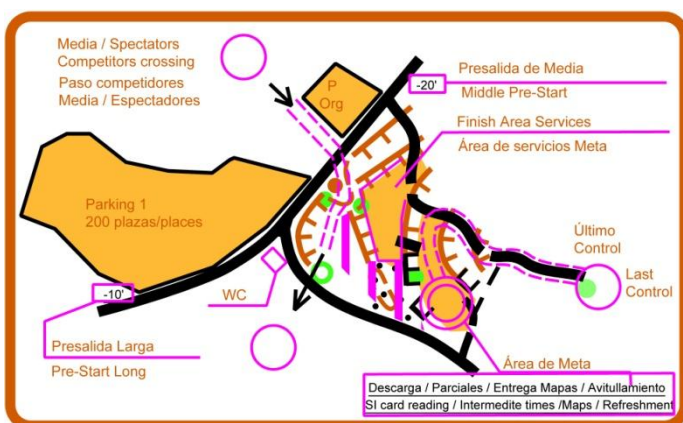 Media / Spectators
Competitors crossing
Paso competidores
Media / Espectadores
P
Org
-20'
Presalida de Media
Middle Pre-Start
Finish Area Services
Área de servicios Meta
Parking 1
200 plazas/places
Último
Control
Last
Control
-10'
WC
Presalida Larga
Pre-Start Long
Área de Meta
Descarga / Parciales / Entrega Mapas / Avitullamiento
SI card reading / Intermedite times /Maps / Refreshment